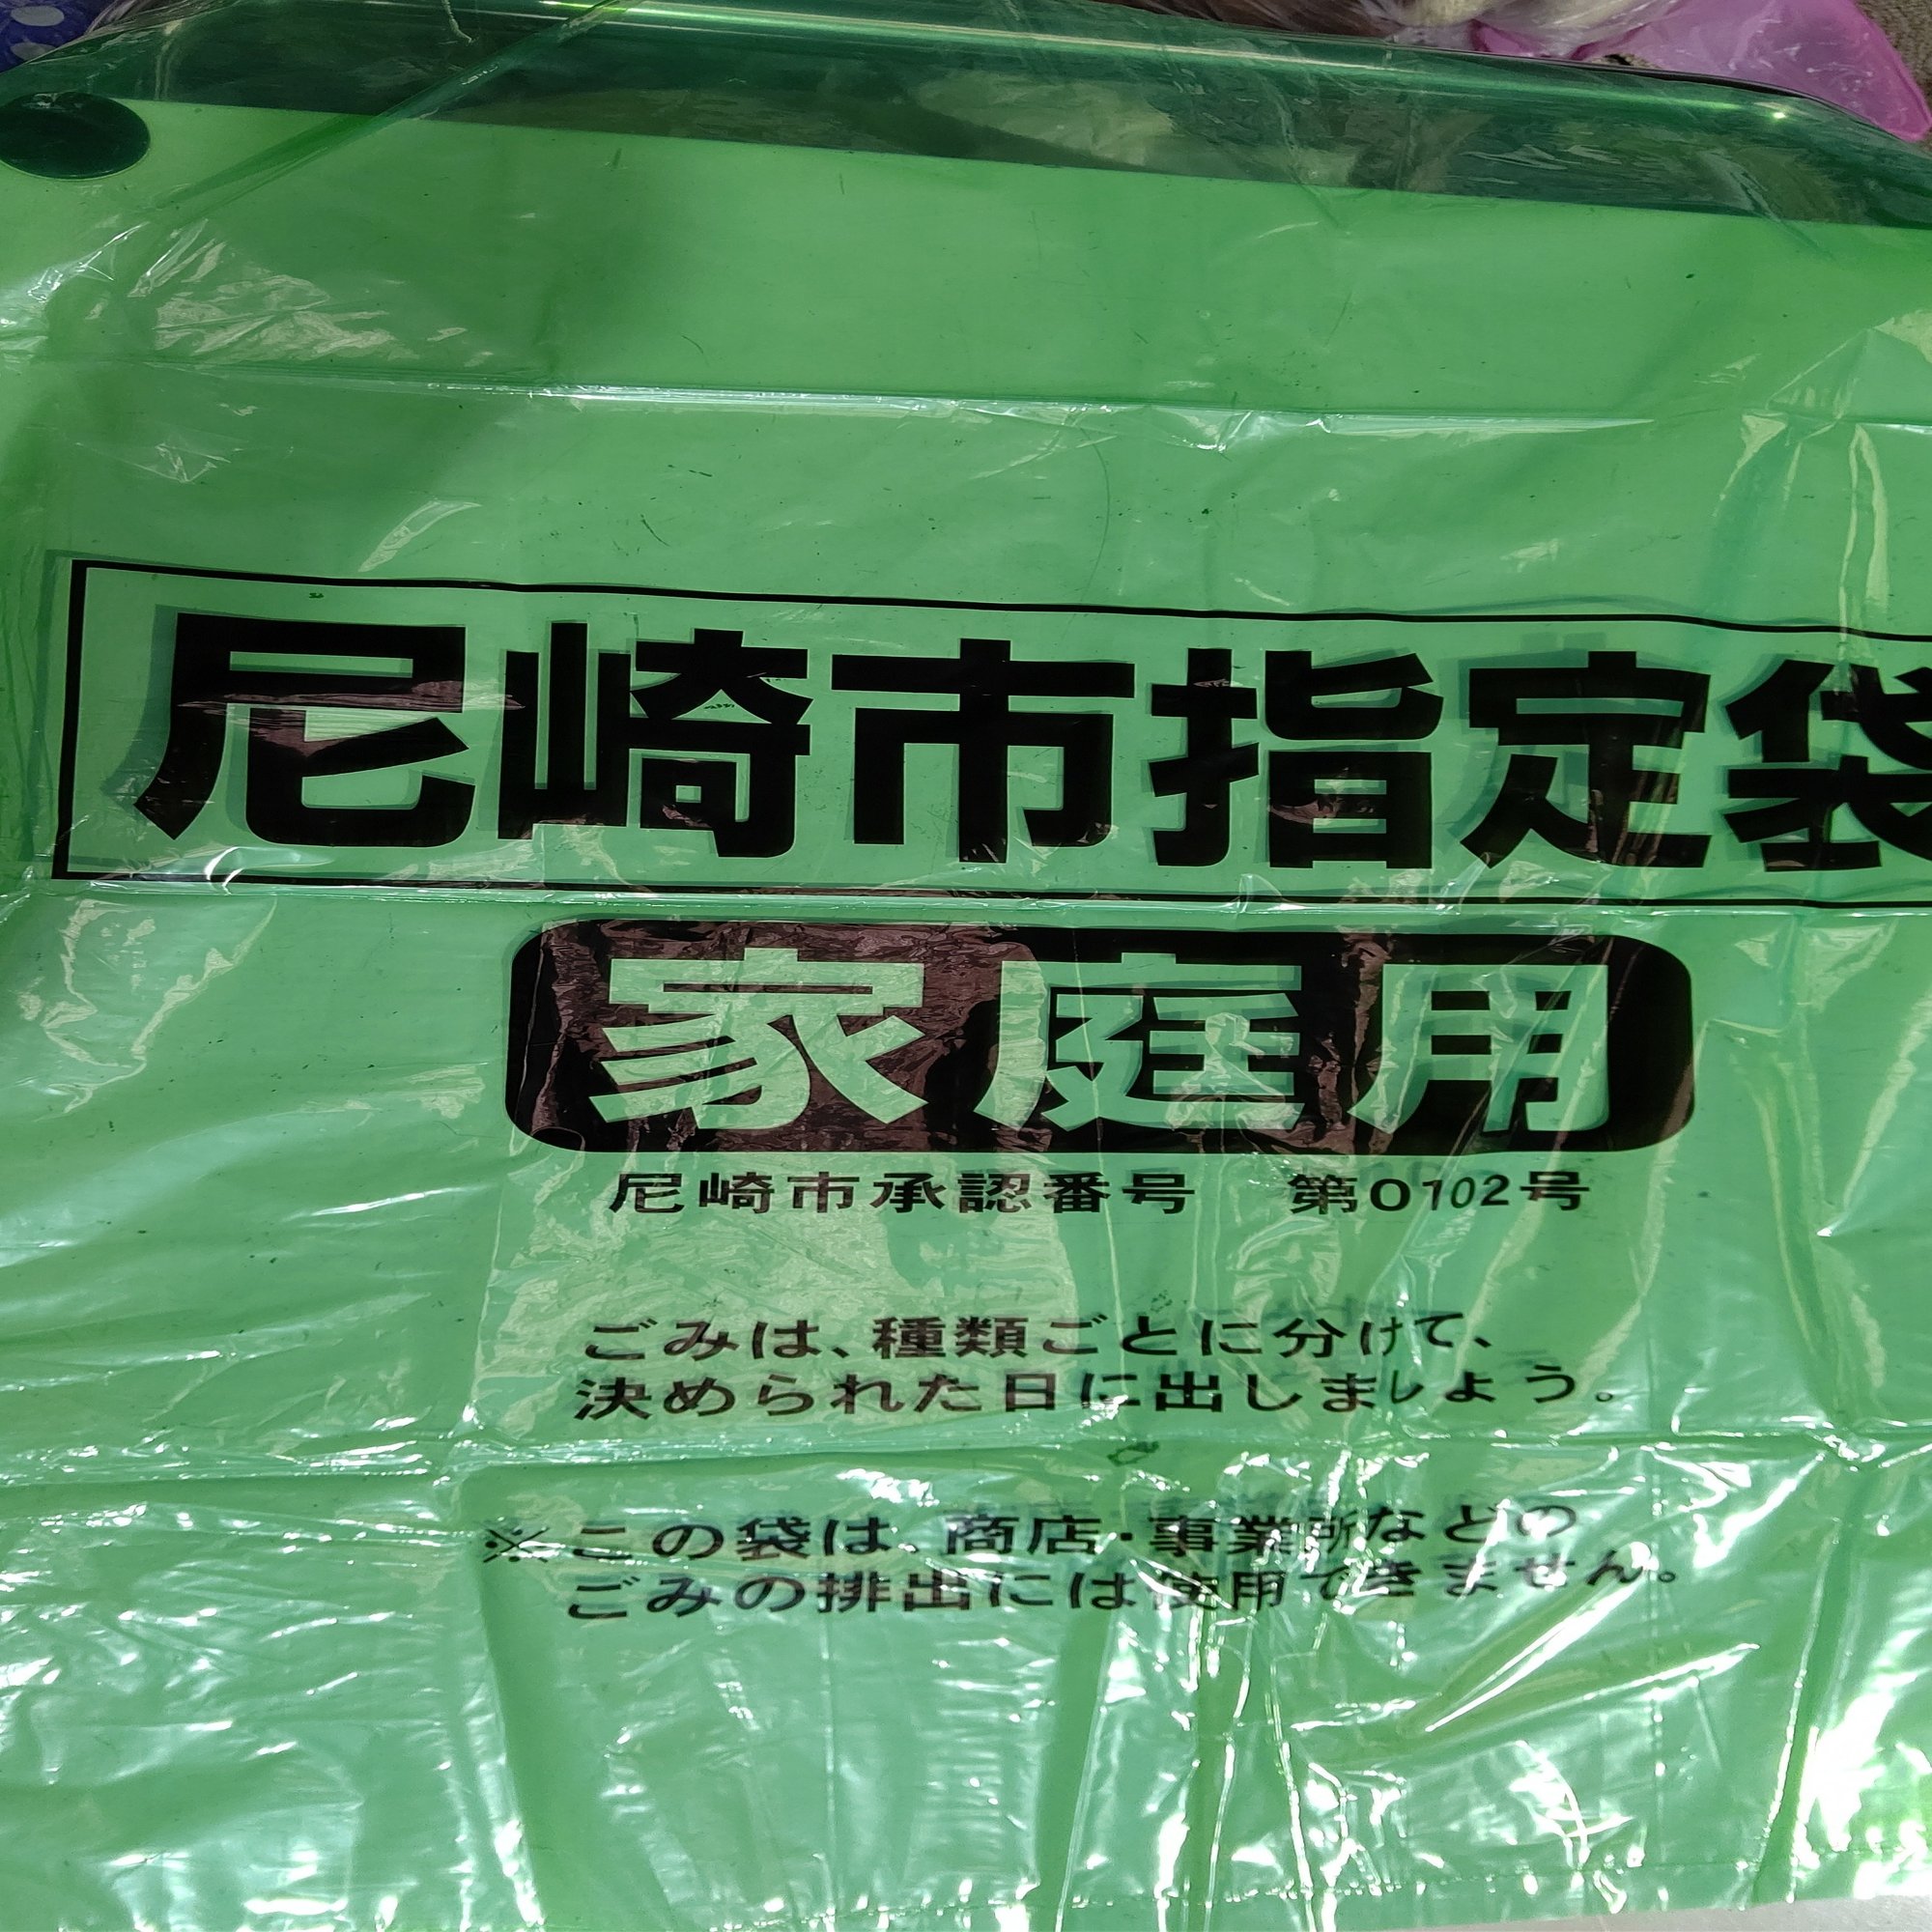 尼崎市指定袋
家庭用
尼崎市承認番号 第0102号
ごみは、種類ごとに分けて、
決められた日に出しましょう。
※この袋は、商店・事業所などの
ごみの排出には使用できません。